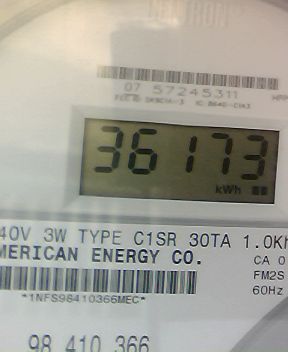 07 57245311
36173
kWh
40V 3W TYPE C1SR 30TA 1.0Kh
MERICAN ENERGY CO.
CA 0
FM2S
60Hz
*1NFS98410366MEC*
98 410 366